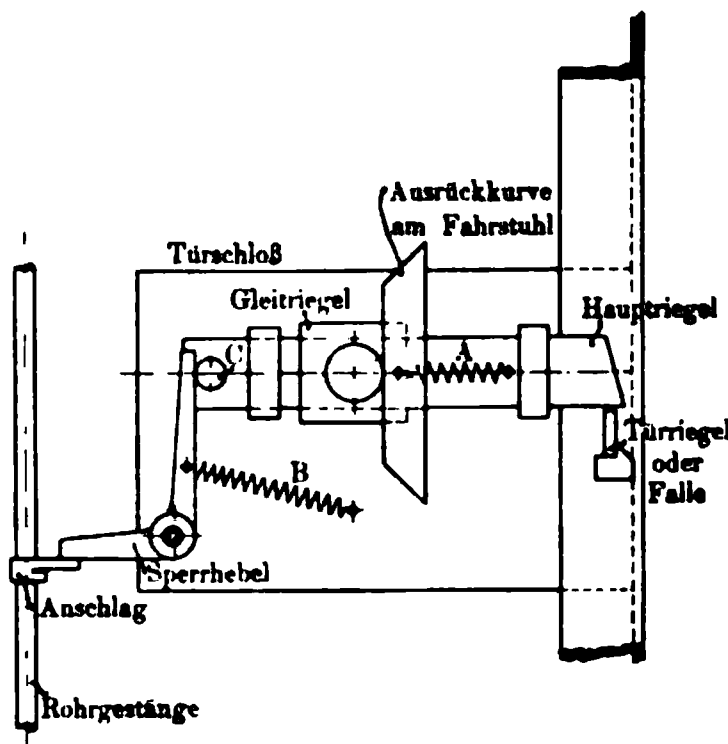 Ausrückkurve
am Fahrstuhl
Türschloß
Gleitriegel
Hauptriegel
A
C
Türriegel
oder
Falle
B
Sperrhebel
Anschlag
Rohrgestänge